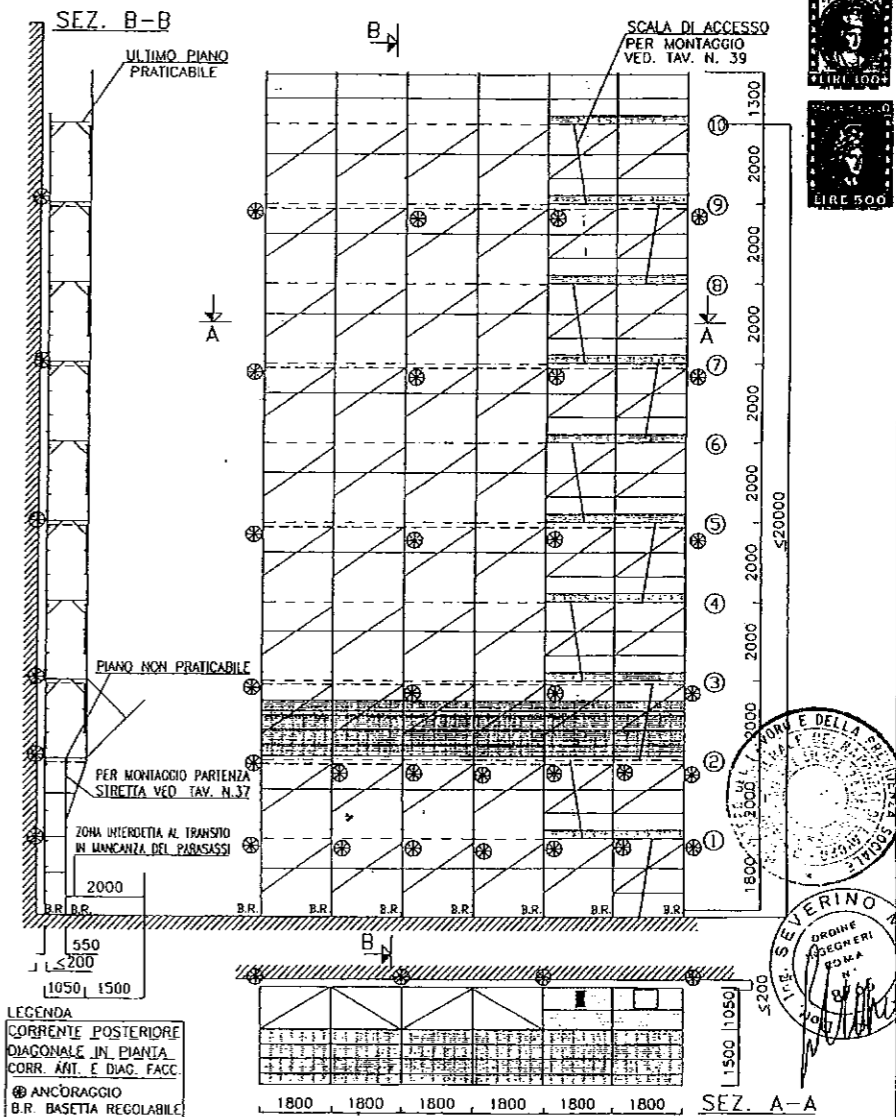 SEZ. B-B
ULTIMO PIANO
PRATICABILE
B
SCALA DI ACCESSO
PER MONTAGGIO
VED. TAV. N. 39
LIRE 100
LIRE 500
1300
10
2000
9
2000
8
A
A
2000
7
2000
6
2000
5
2000
≤20000
4
2000
PIANO NON PRATICABILE
3
2000
2
PER MONTAGGIO PARTENZA
STRETTA VED TAV. N.37
2000
ZONA INTERDETTA AL TRANSITO
IN MANCANZA DEL PARASASSI
1
1800
2000
B.R. B.R.
B.R. B.R. B.R. B.R. B.R. B.R. B.R.
550
≤200
1050 1500
B
≤200
1050
1500
1800 1800 1800 1800 1800 1800
SEZ. A-A
LEGENDA
CORRENTE POSTERIORE
DIAGONALE IN PIANTA
CORR. ANT. E DIAG. FACC.
ANCORAGGIO
B.R. BASETTA REGOLABILE
E DELLA
SOCIALE
SEVERINO
ORDINE
INGEGNERI
ROMA
N°